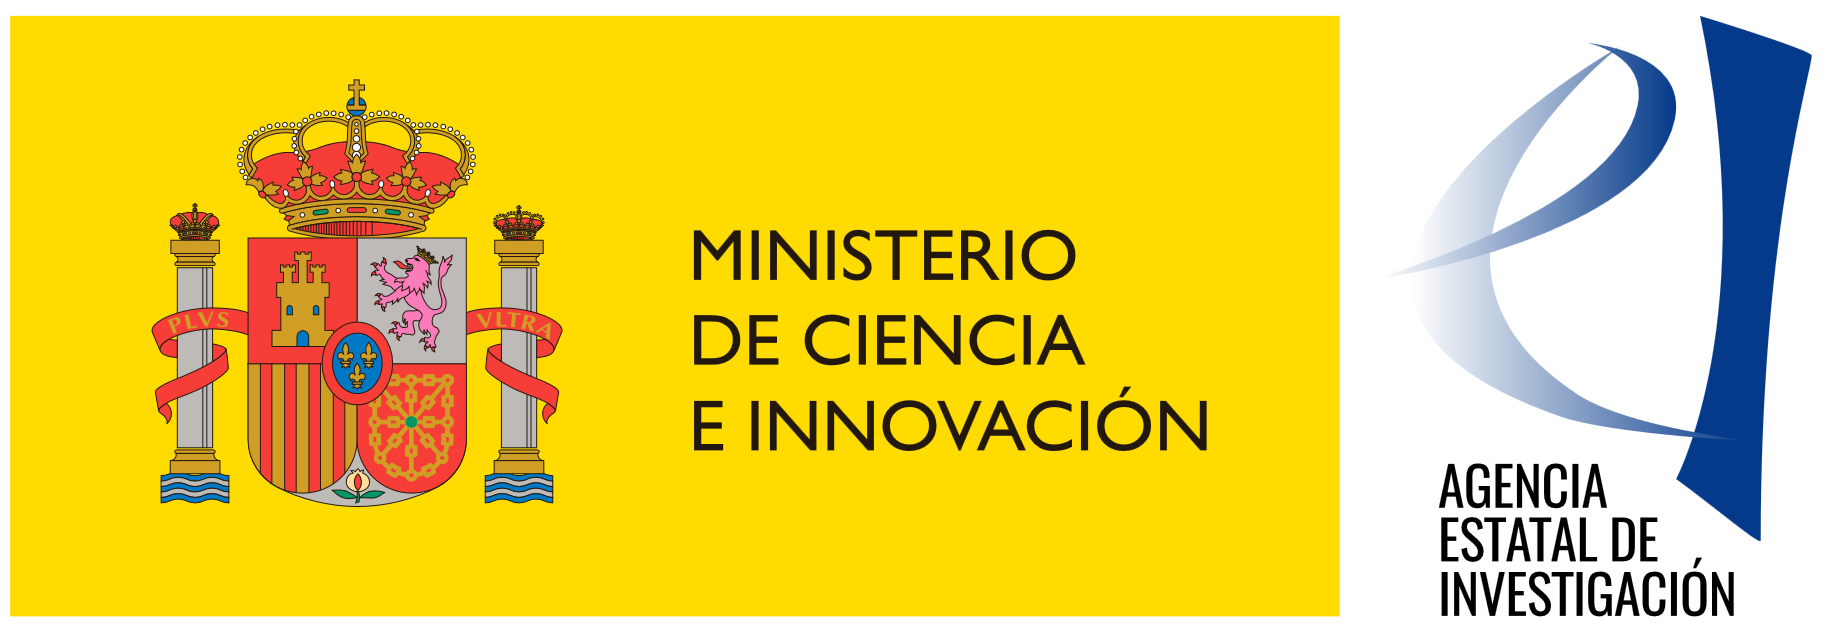 PLVS VLTRA
MINISTERIO
DE CIENCIA
E INNOVACIÓN
AGENCIA
ESTATAL DE
INVESTIGACIÓN